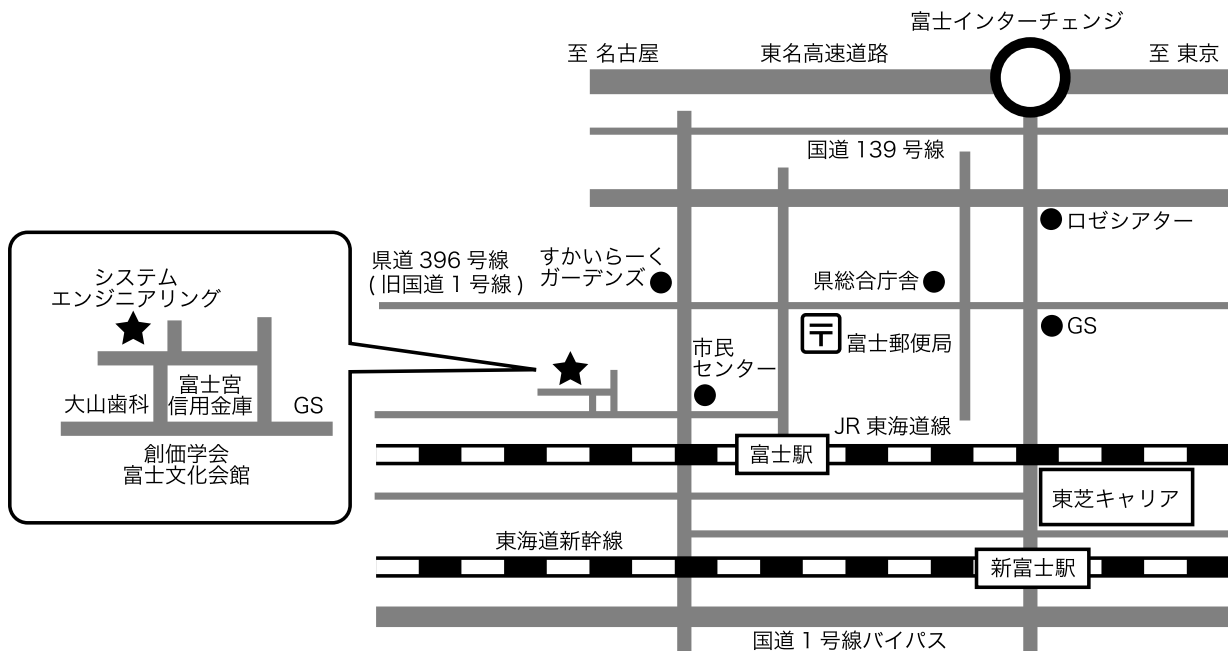 富士インターチェンジ
至 名古屋
東名高速道路
至 東京
国道 139 号線
ロゼシアター
県道 396 号線
( 旧国道 1 号線 )
すかいらーく
ガーデンズ
県総合庁舎
GS
富士郵便局
市民
センター
システム
エンジニアリング
富士宮
信用金庫
大山歯科
GS
創価学会
富士文化会館
JR 東海道線
富士駅
東芝キャリア
東海道新幹線
新富士駅
国道 1 号線バイパス